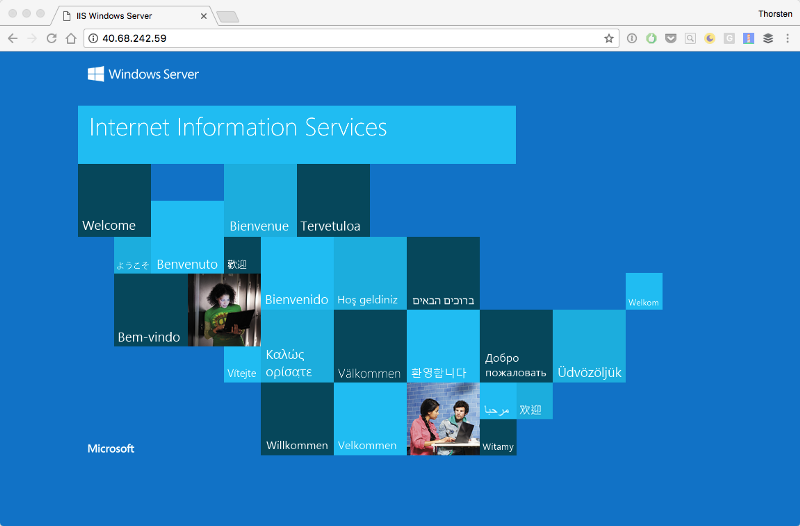 IIS Windows Server
Thorsten
40.68.242.59
Windows Server
Internet Information Services
Welcome
Bienvenue
Tervetuloa
ようこそ
Benvenuto
歡迎
Bienvenido
Hoş geldiniz
ברוכים הבאים
Welkom
Bem-vindo
Vítejte
Καλώς
ορίσατε
Välkommen
환영합니다
Добро
пожаловать
Üdvözöljük
Willkommen
Velkommen
مرحبا
欢迎
Witamy
Microsoft